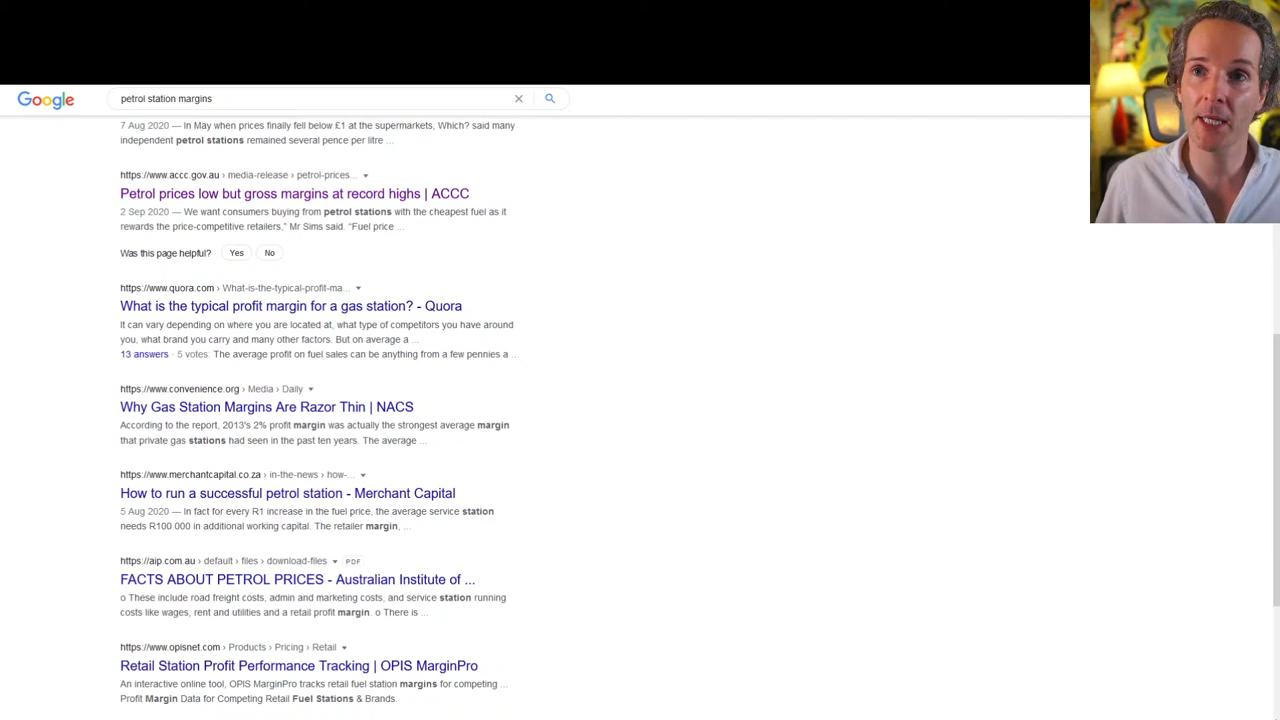 Google
petrol station margins
7 Aug 2020 — In May when prices finally fell below £1 at the supermarkets, Which? said many
independent petrol stations remained several pence per litre ...
https://www.accc.gov.au › media-release › petrol-prices...
Petrol prices low but gross margins at record highs | ACCC
2 Sep 2020 — We want consumers buying from petrol stations with the cheapest fuel as it
rewards the price-competitive retailers,” Mr Sims said. “Fuel price ...
Was this page helpful? Yes No
https://www.quora.com › What-is-the-typical-profit-ma...
What is the typical profit margin for a gas station? - Quora
It can vary depending on where you are located at, what type of competitors you have around
you, what brand you carry and many other factors. But on average a ...
13 answers · 5 votes: The average profit on fuel sales can be anything from a few pennies a ...
https://www.convenience.org › Media › Daily
Why Gas Station Margins Are Razor Thin | NACS
According to the report, 2013's 2% profit margin was actually the strongest average margin
that private gas stations had seen in the past ten years. The average ...
https://www.merchantcapital.co.za › in-the-news › how-...
How to run a successful petrol station - Merchant Capital
5 Aug 2020 — In fact for every R1 increase in the fuel price, the average service station
needs R100 000 in additional working capital. The retailer margin, ...
https://aip.com.au › default › files › download-files PDF
FACTS ABOUT PETROL PRICES - Australian Institute of ...
o These include road freight costs, admin and marketing costs, and service station running
costs like wages, rent and utilities and a retail profit margin. o There is ...
https://www.opisnet.com › Products › Pricing › Retail
Retail Station Profit Performance Tracking | OPIS MarginPro
An interactive online tool, OPIS MarginPro tracks retail fuel station margins for competing ...
Profit Margin Data for Competing Retail Fuel Stations & Brands.